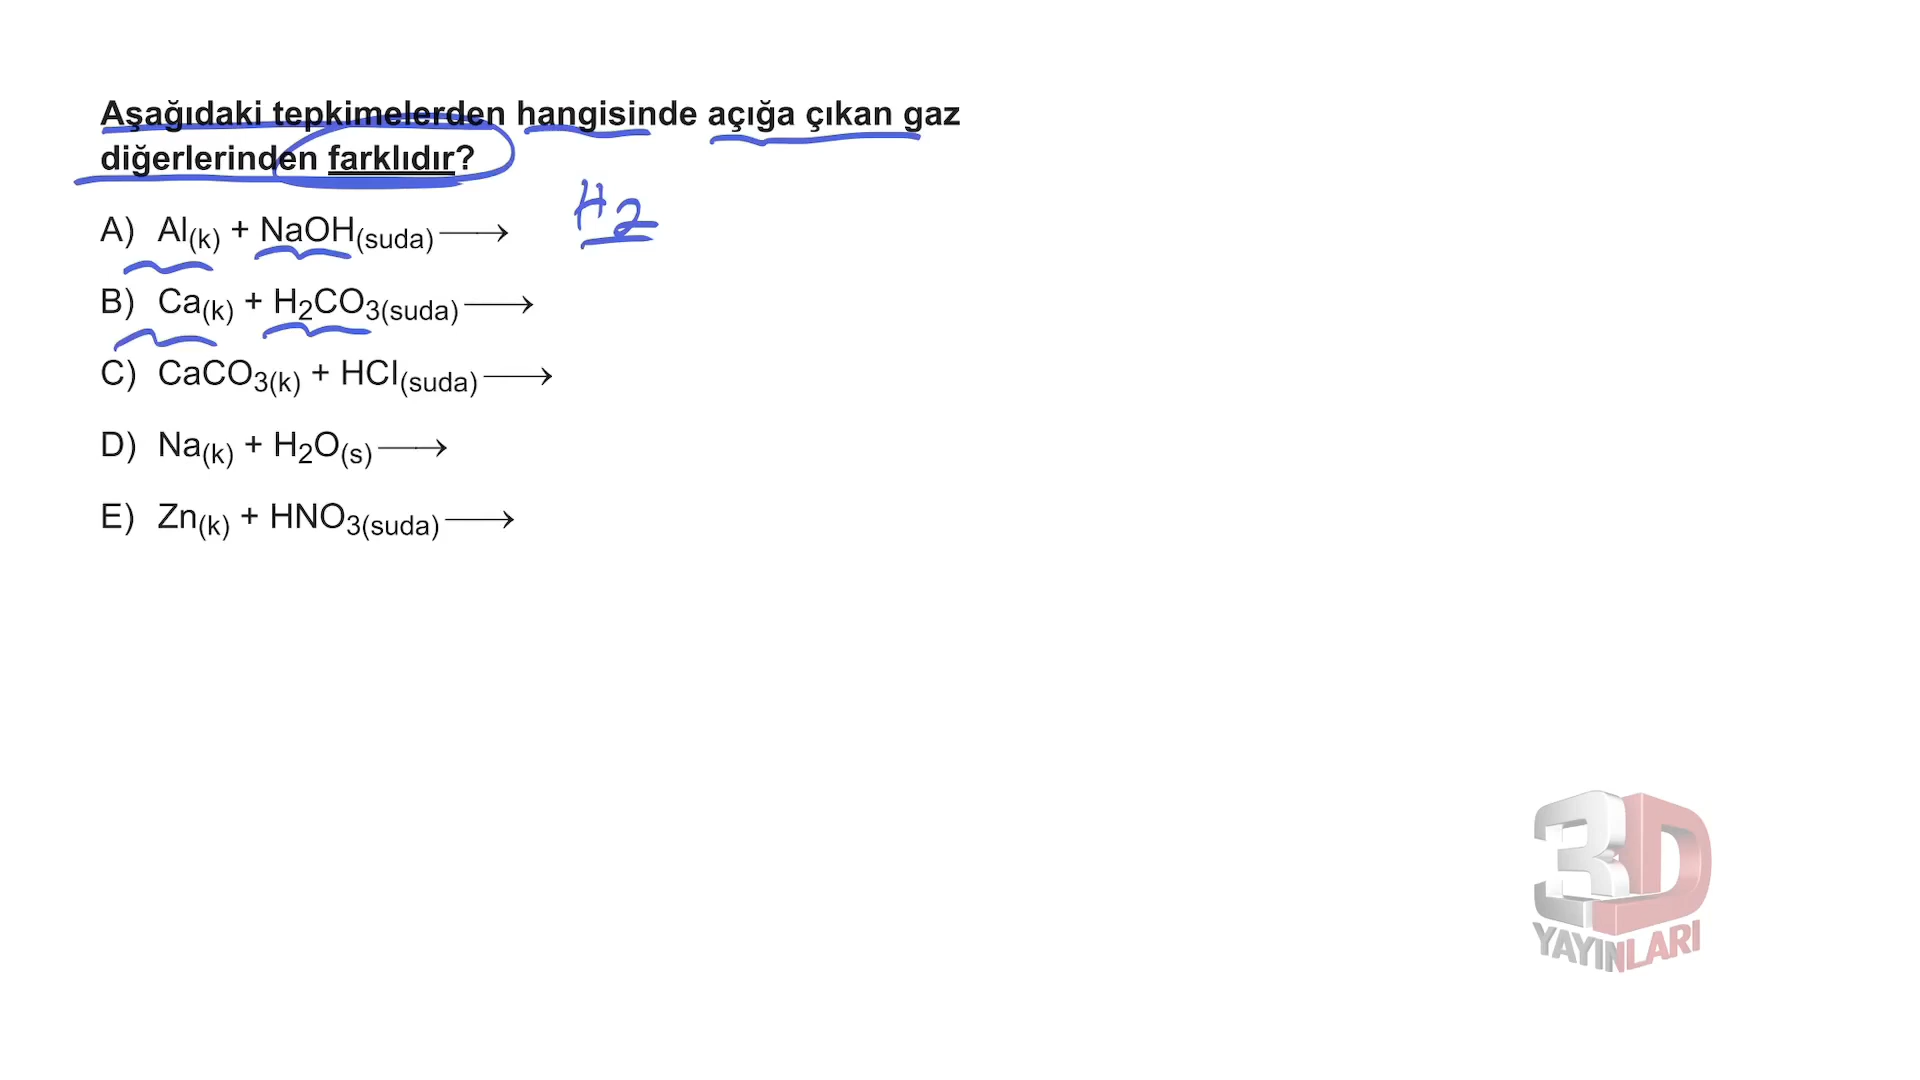 Aşağıdaki tepkimelerden hangisinde açığa çıkan gaz
diğerlerinden farklıdır?
H2
A) Al(k) + NaOH(suda) ⟶
B) Ca(k) + H₂CO₃(suda) ⟶
C) CaCO₃(k) + HCl(suda) ⟶
D) Na(k) + H₂O(s) ⟶
E) Zn(k) + HNO₃(suda) ⟶
3D
YAYINLARI